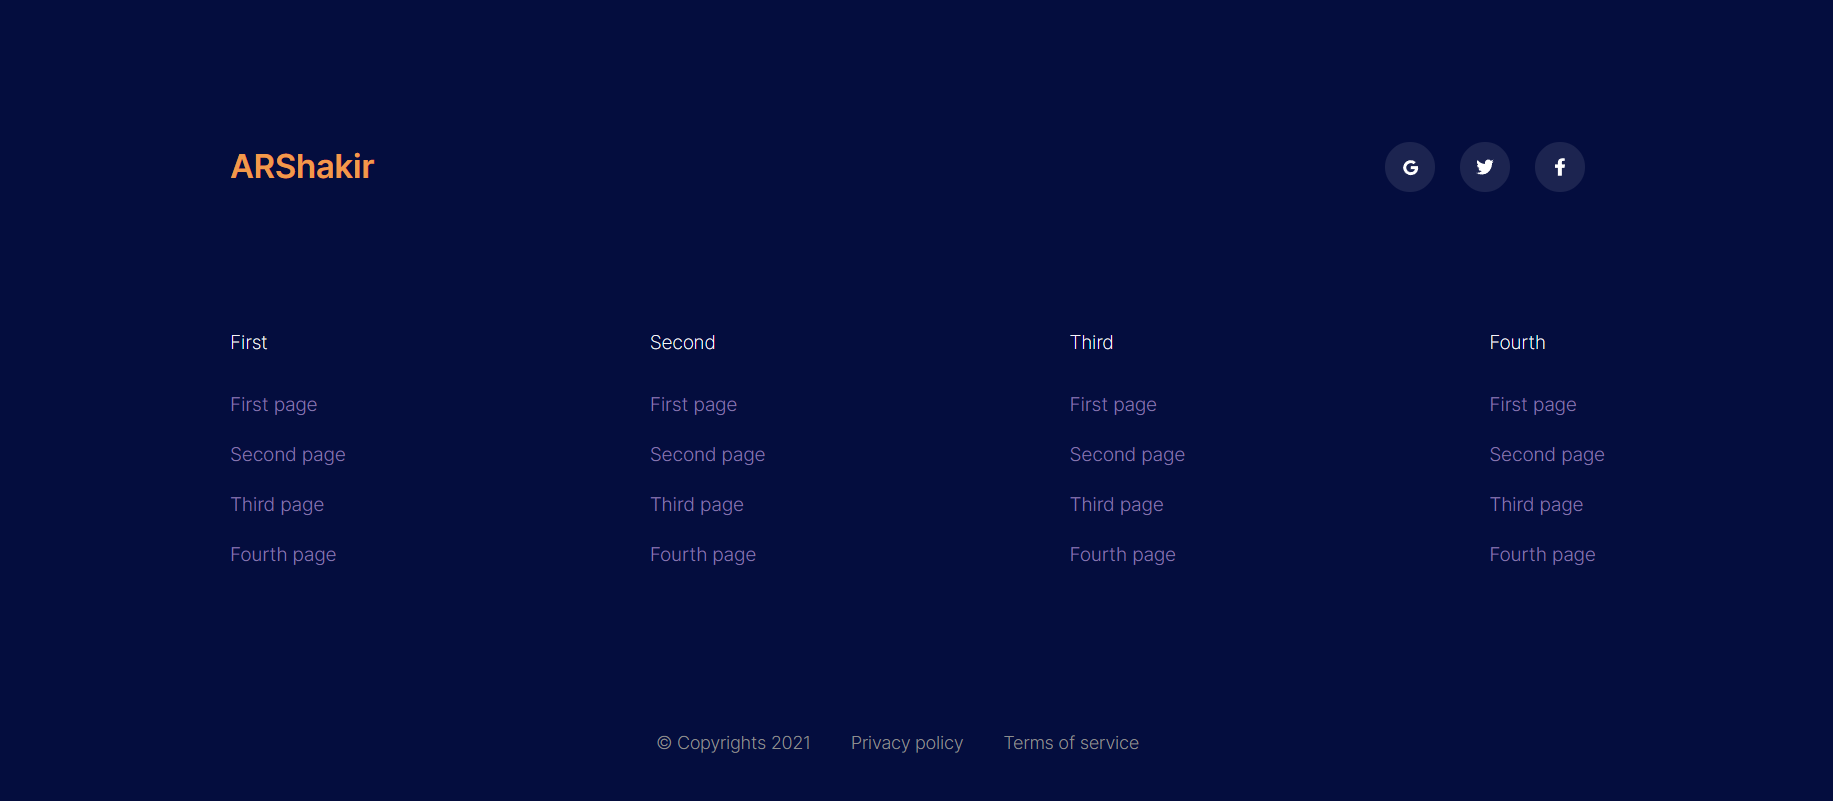 ARShakir
First Second Third Fourth
First page First page First page First page
Second page Second page Second page Second page
Third page Third page Third page Third page
Fourth page Fourth page Fourth page Fourth page
© Copyrights 2021 Privacy policy Terms of service